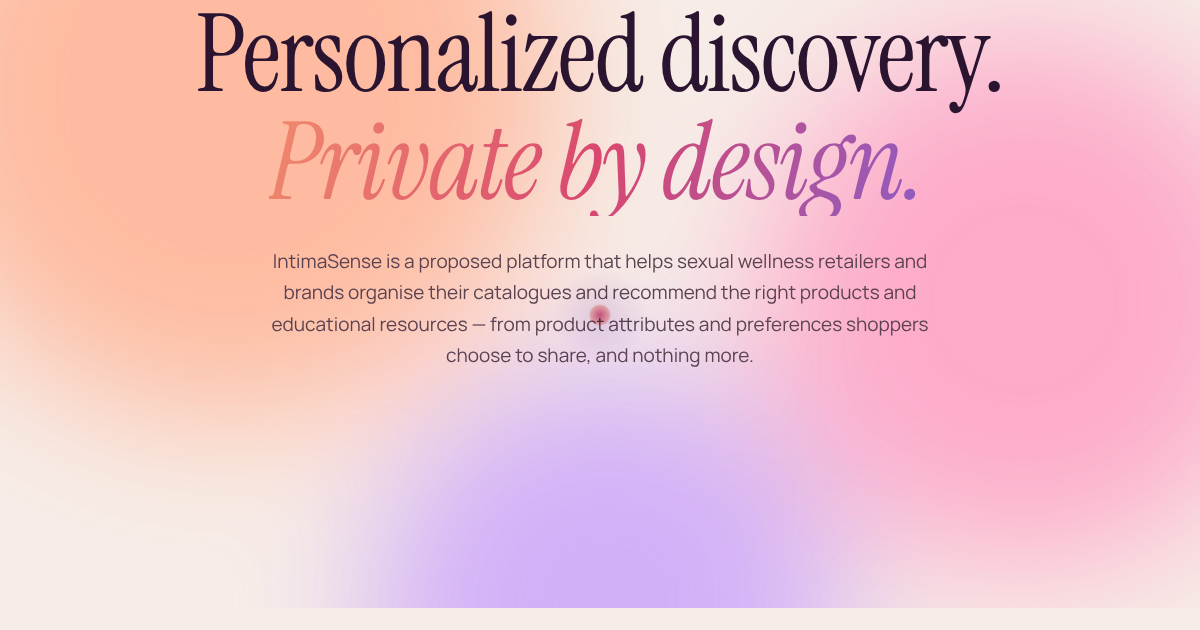 Personalized discovery.
Private by design.
IntimaSense is a proposed platform that helps sexual wellness retailers and
brands organise their catalogues and recommend the right products and
educational resources — from product attributes and preferences shoppers
choose to share, and nothing more.